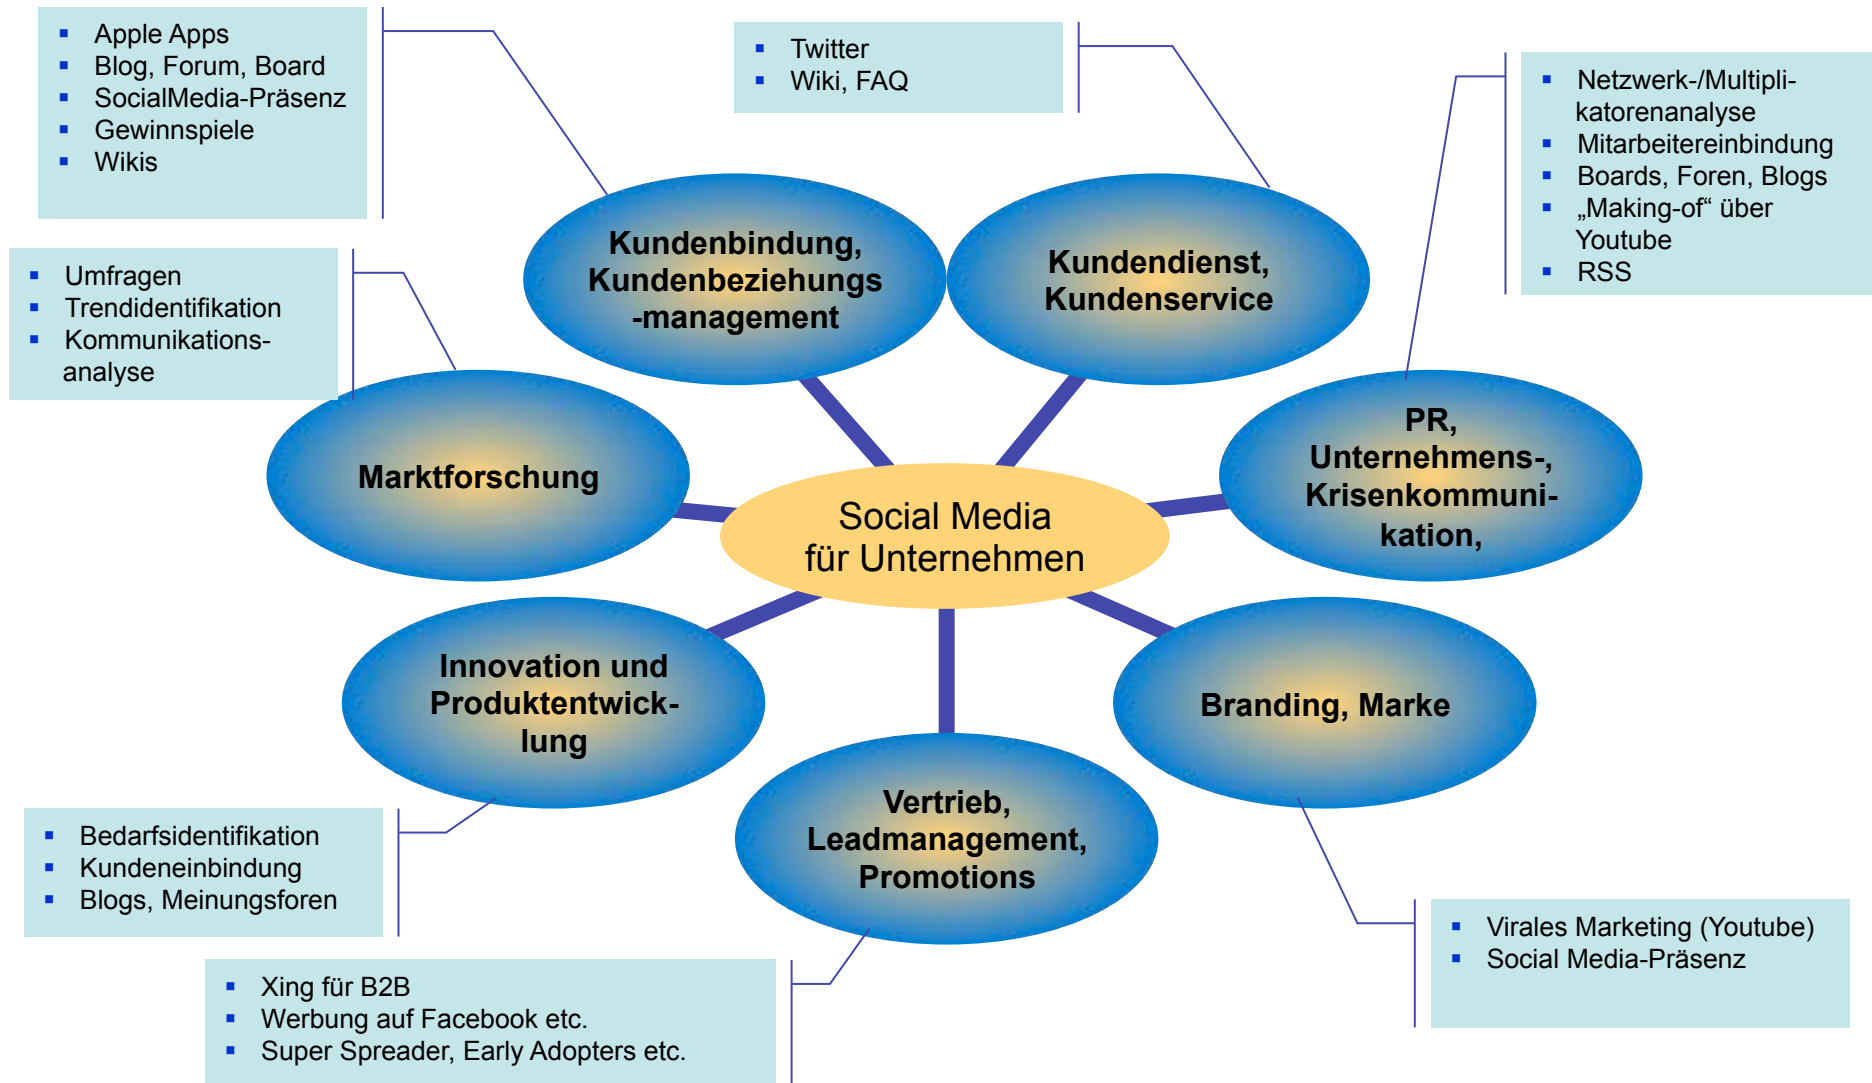 Apple Apps
Blog, Forum, Board
SocialMedia-Präsenz
Gewinnspiele
Wikis
Twitter
Wiki, FAQ
Netzwerk-/Multipli-
katorenanalyse
Mitarbeitereinbindung
Boards, Foren, Blogs
„Making-of“ über
Youtube
RSS
Umfragen
Trendidentifikation
Kommunikations-
analyse
Kundenbindung,
Kundenbeziehungs
-management
Kundendienst,
Kundenservice
Marktforschung
PR,
Unternehmens-,
Krisenkommuni-
kation,
Social Media
für Unternehmen
Innovation und
Produktentwick-
lung
Branding, Marke
Vertrieb,
Leadmanagement,
Promotions
Bedarfsidentifikation
Kundeneinbindung
Blogs, Meinungsforen
Virales Marketing (Youtube)
Social Media-Präsenz
Xing für B2B
Werbung auf Facebook etc.
Super Spreader, Early Adopters etc.